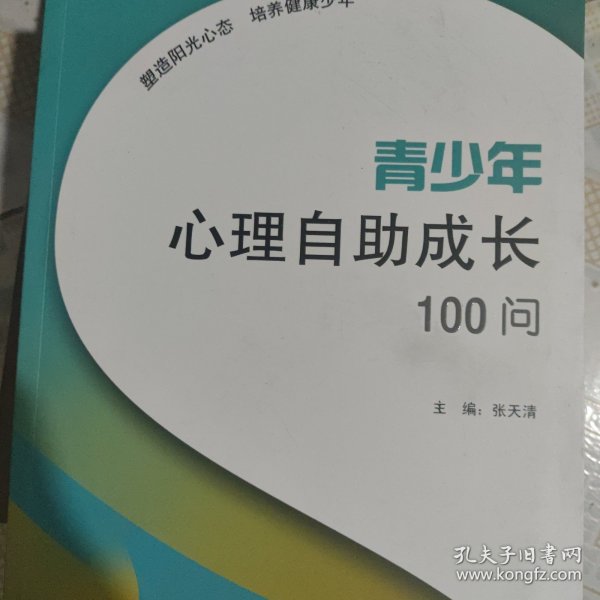 塑造阳光心态 培养健康少年
青少年
心理自助成长
100问
主 编：张天清
孔夫子旧书网
www.kongfz.com